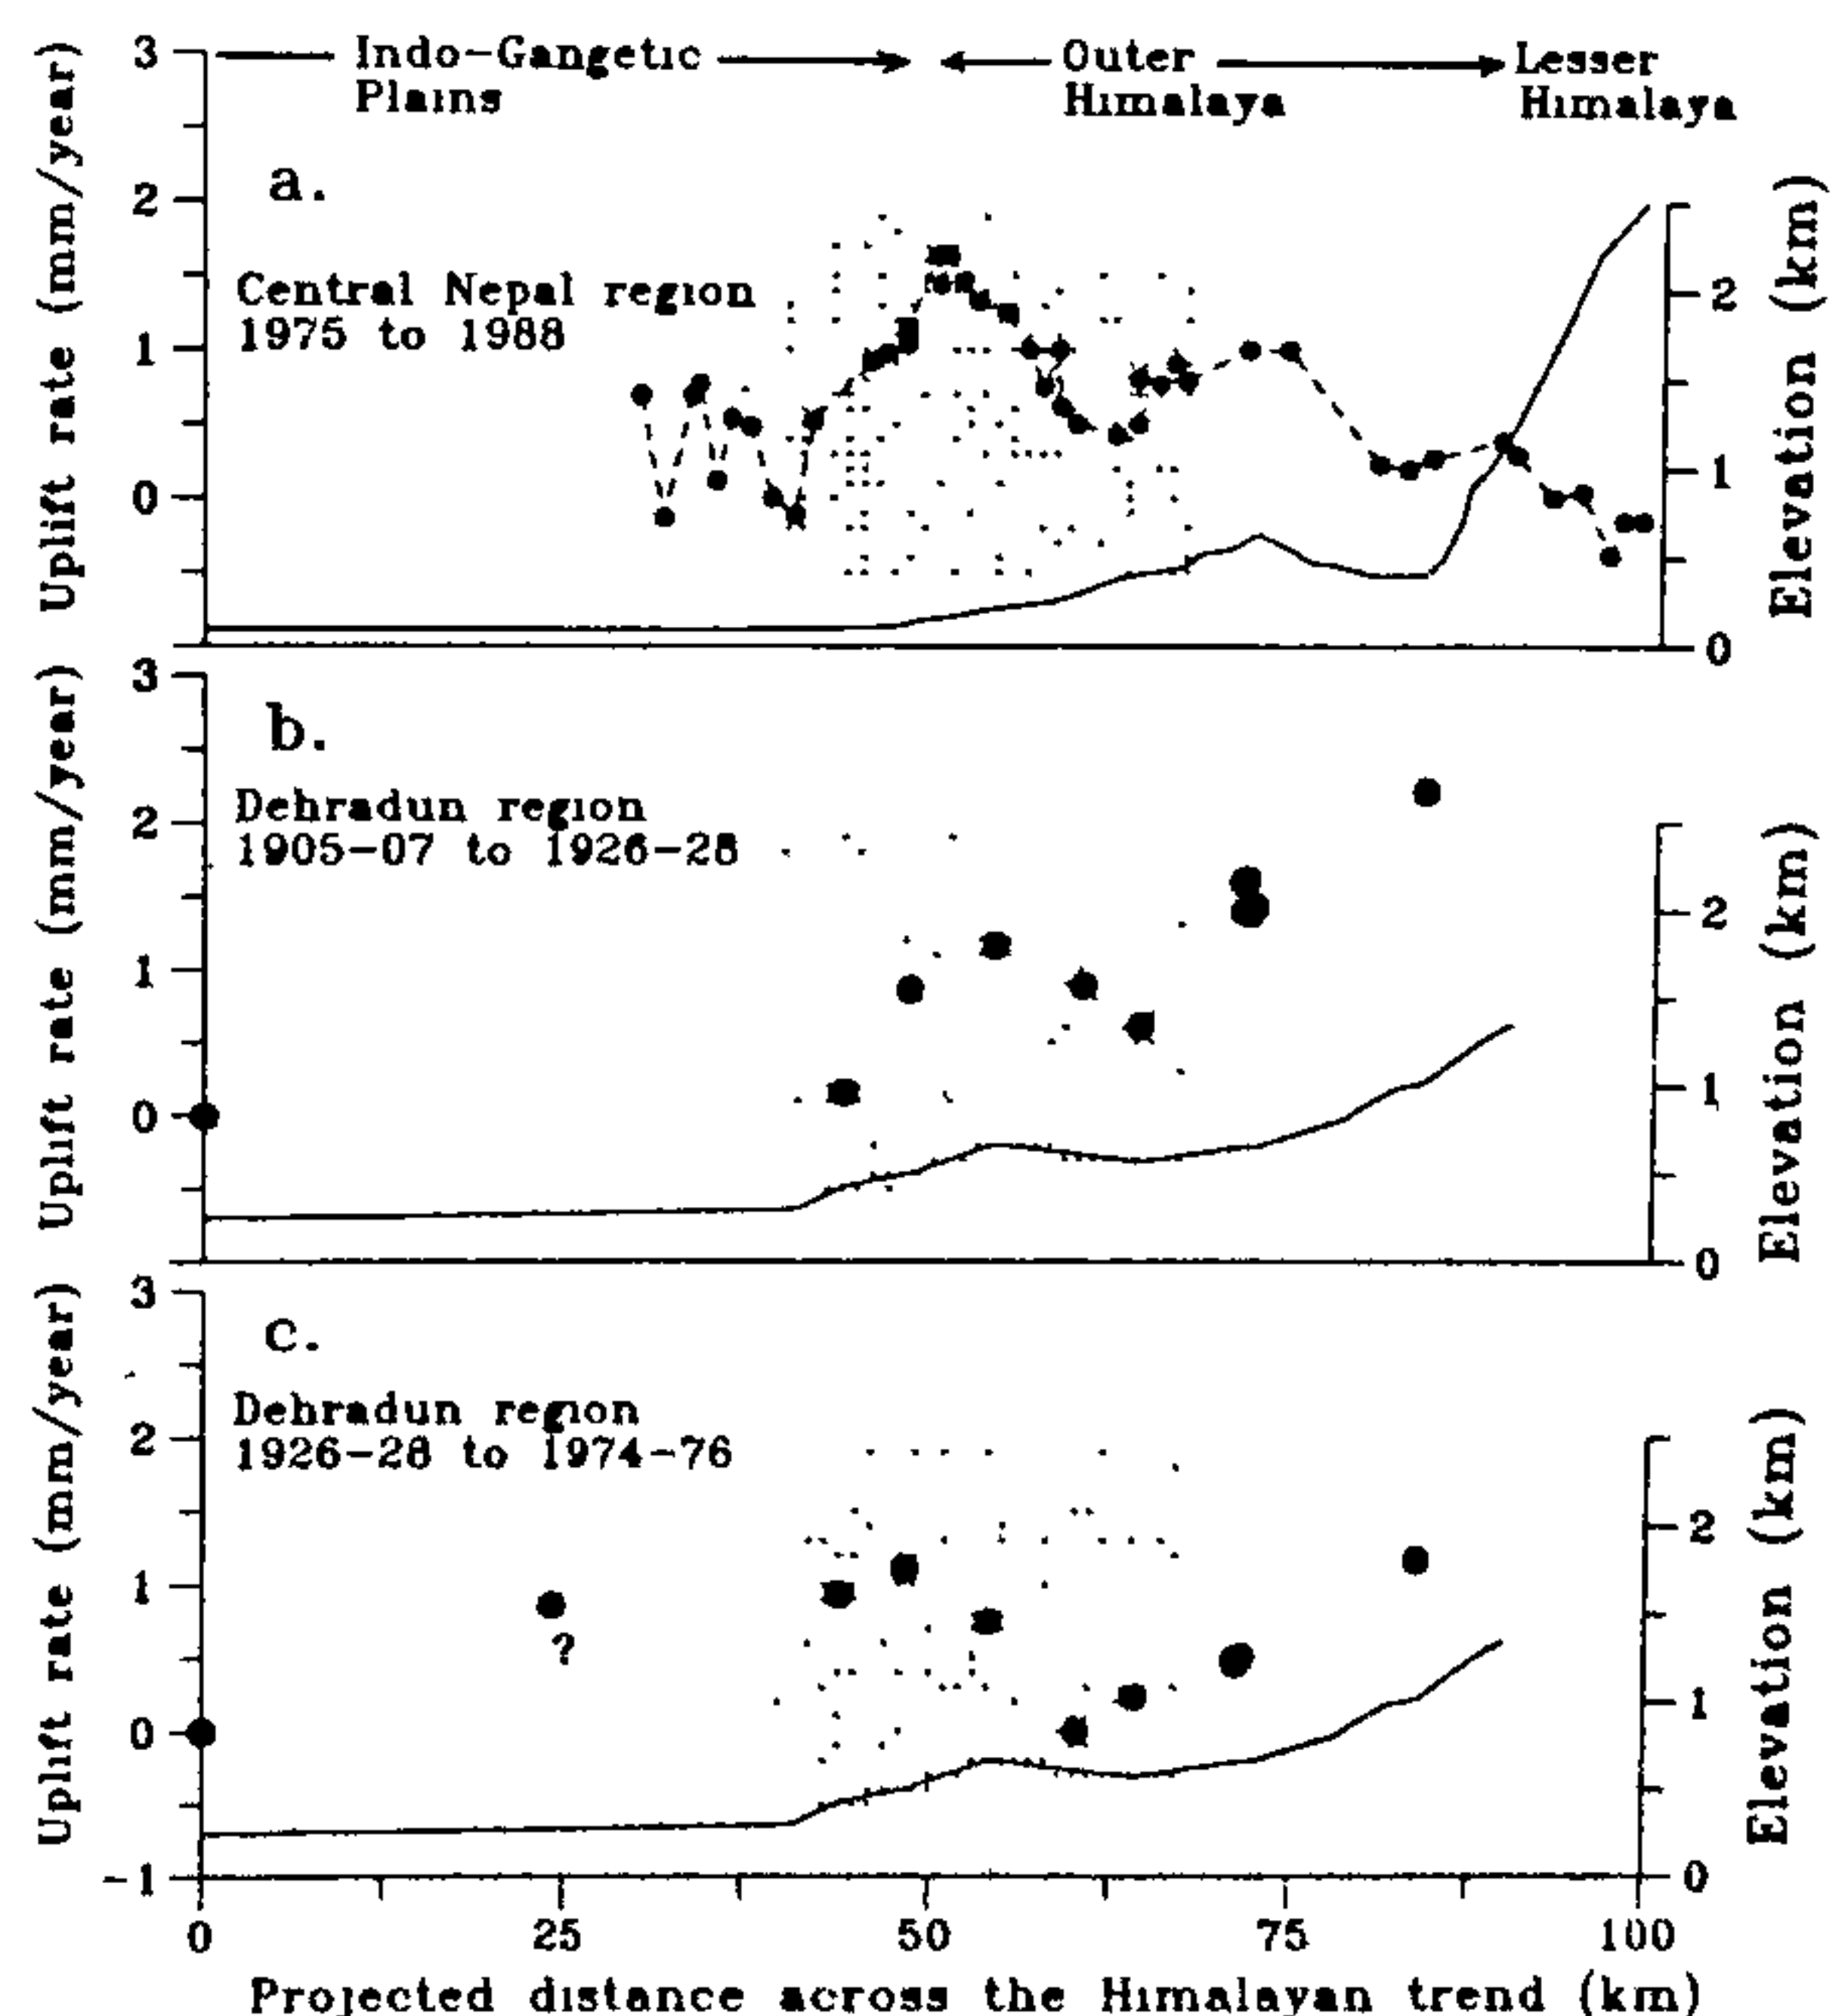 Indo-Gangetic Plains
Outer Himalaya
Lesser Himalaya
Uplift rate (mm/year)
3
2
1
0
a.
Central Nepal region
1975 to 1988
Elevation (km)
2
1
0
Uplift rate (mm/year)
3
2
1
0
b.
Dehradun region
1905-07 to 1926-28
Elevation (km)
2
1
0
Uplift rate (mm/year)
3
2
1
0
-1
c.
Dehradun region
1926-28 to 1974-76
?
Elevation (km)
2
1
0
0 25 50 75 100
Projected distance across the Himalayan trend (km)